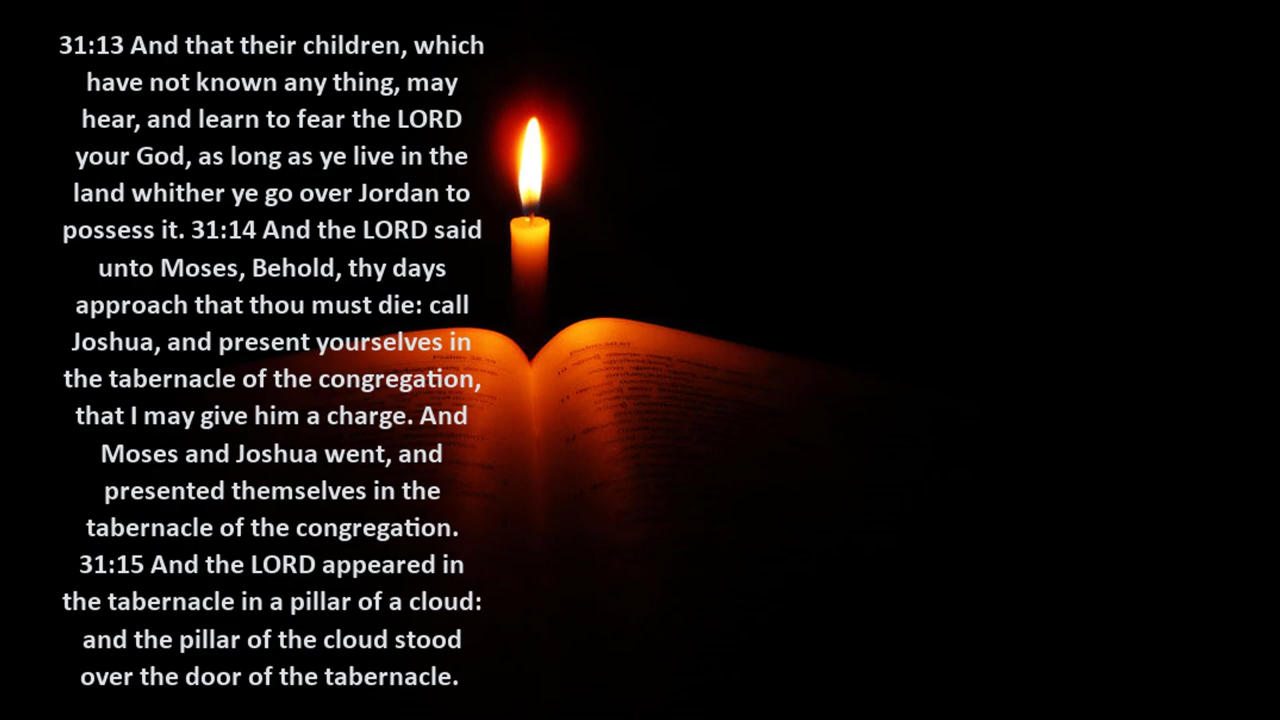 31:13 And that their children, which
have not known any thing, may
hear, and learn to fear the LORD
your God, as long as ye live in the
land whither ye go over Jordan to
possess it. 31:14 And the LORD said
unto Moses, Behold, thy days
approach that thou must die: call
Joshua, and present yourselves in
the tabernacle of the congregation,
that I may give him a charge. And
Moses and Joshua went, and
presented themselves in the
tabernacle of the congregation.
31:15 And the LORD appeared in
the tabernacle in a pillar of a cloud:
and the pillar of the cloud stood
over the door of the tabernacle.